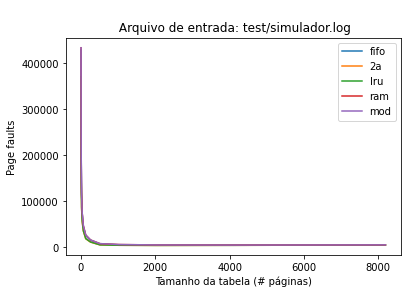 Arquivo de entrada: test/simulador.log
fifo
2a
lru
ram
mod
Page faults
400000
300000
200000
100000
0
0 2000 4000 6000 8000
Tamanho da tabela (# páginas)